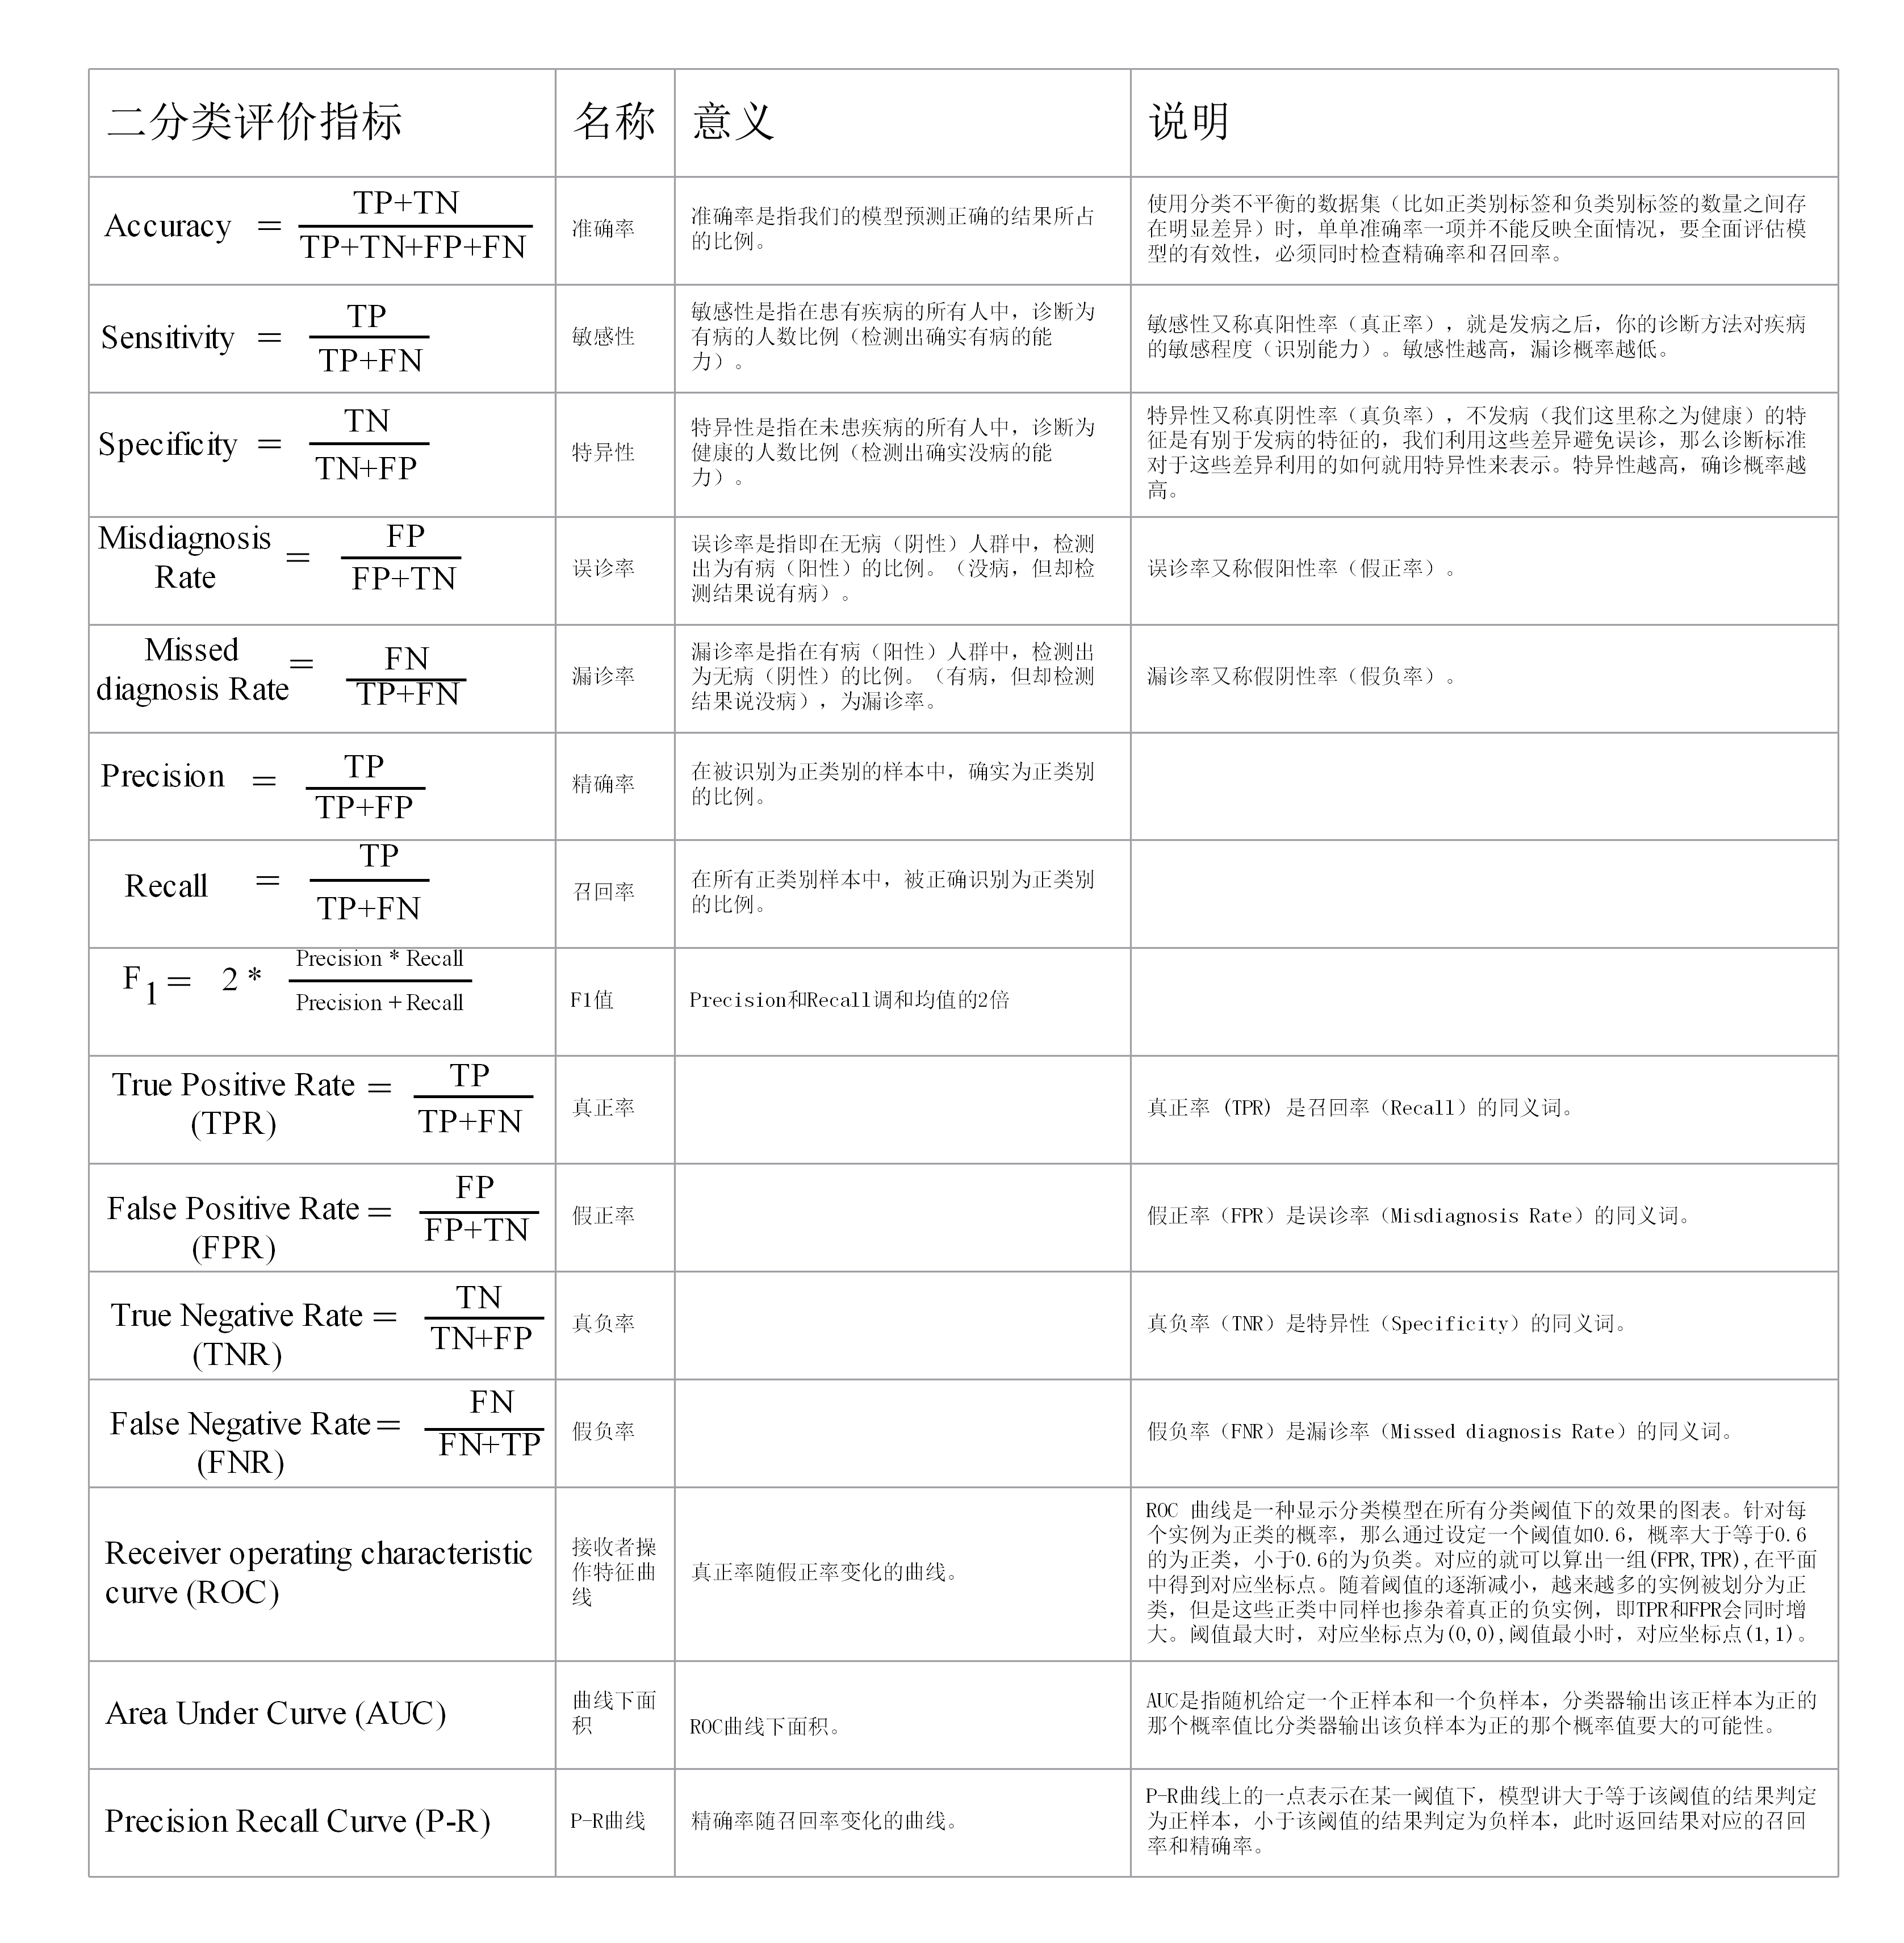 二分类评价指标 名称 意义 说明
Accuracy = TP+TN
TP+TN+FP+FN
准确率
准确率是指我们的模型预测正确的结果所占
的比例。
使用分类不平衡的数据集（比如正类别标签和负类别标签的数量之间存
在明显差异）时，单单准确率一项并不能反映全面情况，要全面评估模
型的有效性，必须同时检查精确率和召回率。
Sensitivity = TP
TP+FN
敏感性
敏感性是指在患有疾病的所有人中，诊断为
有病的人数比例（检测出确实有病的能
力）。
敏感性又称真阳性率（真正率），就是发病之后，你的诊断方法对疾病
的敏感程度（识别能力）。敏感性越高，漏诊概率越低。
Specificity = TN
TN+FP
特异性
特异性是指在未患疾病的所有人中，诊断为
健康的人数比例（检测出确实没病的能
力）。
特异性又称真阴性率（真负率），不发病（我们这里称之为健康）的特
征是有别于发病的特征的，我们利用这些差异避免误诊，那么诊断标准
对于这些差异利用的如何就用特异性来表示。特异性越高，确诊概率越
高。
Misdiagnosis
Rate = FP
FP+TN
误诊率
误诊率是指即在无病（阴性）人群中，检测
出为有病（阳性）的比例。（没病，但却检
测结果说有病）。
误诊率又称假阳性率（假正率）。
Missed
diagnosis Rate = FN
TP+FN
漏诊率
漏诊率是指在有病（阳性）人群中，检测出
为无病（阴性）的比例。（有病，但却检测
结果说没病），为漏诊率。
漏诊率又称假阴性率（假负率）。
Precision = TP
TP+FP
精确率
在被识别为正类别的样本中，确实为正类别
的比例。
Recall = TP
TP+FN
召回率
在所有正类别样本中，被正确识别为正类别
的比例。
F1 = 2 * Precision * Recall
Precision + Recall
F1值
Precision和Recall调和均值的2倍
True Positive Rate = TP
(TPR) TP+FN
真正率
真正率 (TPR) 是召回率（Recall）的同义词。
False Positive Rate = FP
(FPR) FP+TN
假正率
假正率（FPR）是误诊率（Misdiagnosis Rate）的同义词。
True Negative Rate = TN
(TNR) TN+FP
真负率
真负率（TNR）是特异性（Specificity）的同义词。
False Negative Rate = FN
(FNR) FN+TP
假负率
假负率（FNR）是漏诊率（Missed diagnosis Rate）的同义词。
Receiver operating characteristic
curve (ROC)
接收者操
作特征曲
线
真正率随假正率变化的曲线。
ROC 曲线是一种显示分类模型在所有分类阈值下的效果的图表。针对每
个实例为正类的概率，那么通过设定一个阈值如0.6，概率大于等于0.6
的为正类，小于0.6的为负类。对应的就可以算出一组(FPR,TPR),在平面
中得到对应坐标点。随着阈值的逐渐减小，越来越多的实例被划分为正
类，但是这些正类中同样也掺杂着真正的负实例，即TPR和FPR会同时增
大。阈值最大时，对应坐标点为(0,0),阈值最小时，对应坐标点(1,1)。
Area Under Curve (AUC)
曲线下面
积
ROC曲线下面积。
AUC是指随机给定一个正样本和一个负样本，分类器输出该正样本为正的
那个概率值比分类器输出该负样本为正的那个概率值要大的可能性。
Precision Recall Curve (P-R)
P-R曲线
精确率随召回率变化的曲线。
P-R曲线上的一点表示在某一阈值下，模型讲大于等于该阈值的结果判定
为正样本，小于该阈值的结果判定为负样本，此时返回结果对应的召回
率和精确率。